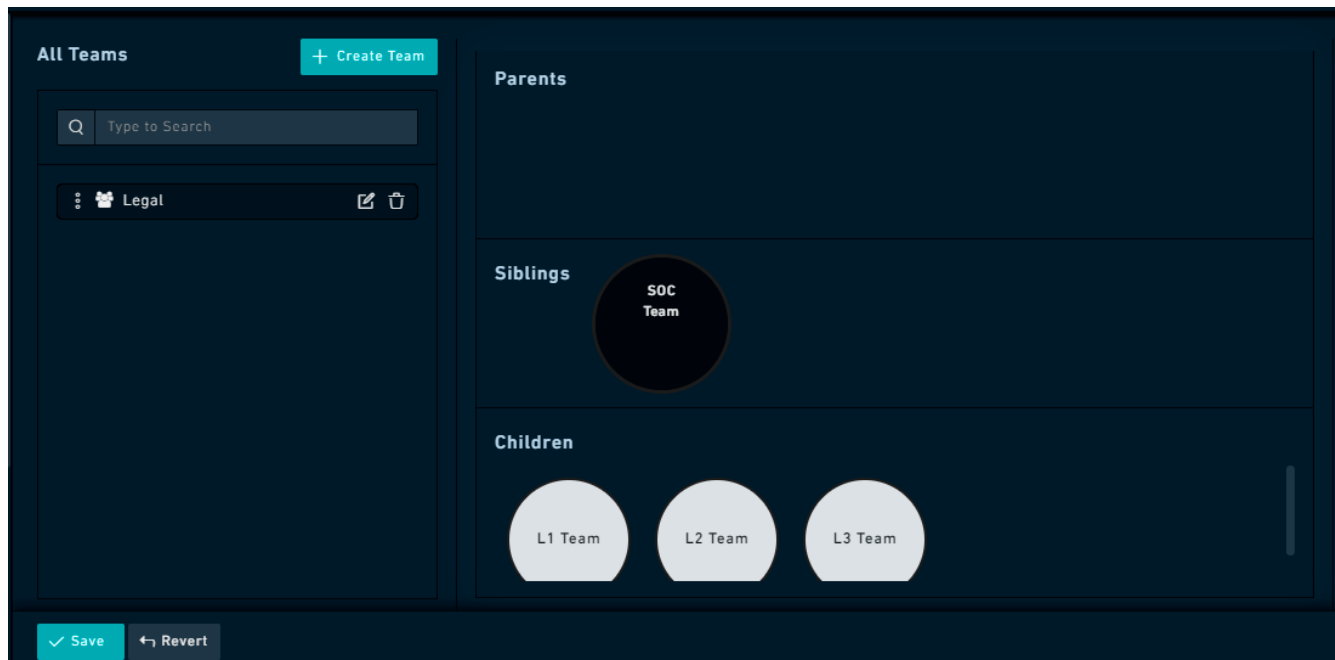 All Teams
+ Create Team
Type to Search
Legal
Parents
Siblings
SOC
Team
Children
L1 Team
L2 Team
L3 Team
Save
Revert